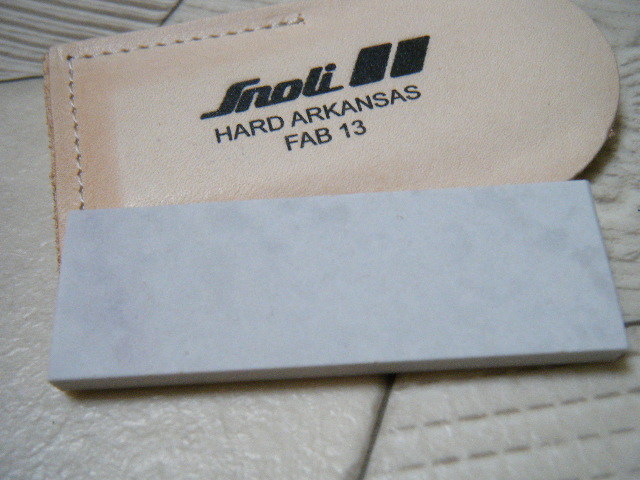 Snoli
HARD ARKANSAS
FAB 13